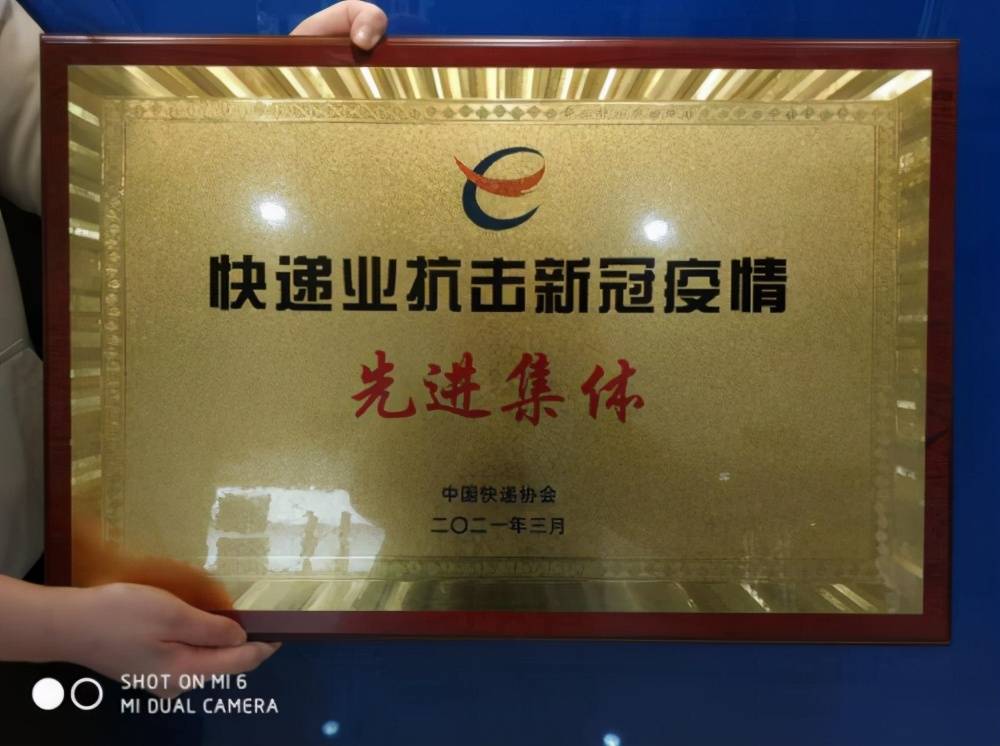 快递业抗击新冠疫情
先进集体
中国快递协会
二〇二一年三月
SHOT ON MI 6
MI DUAL CAMERA